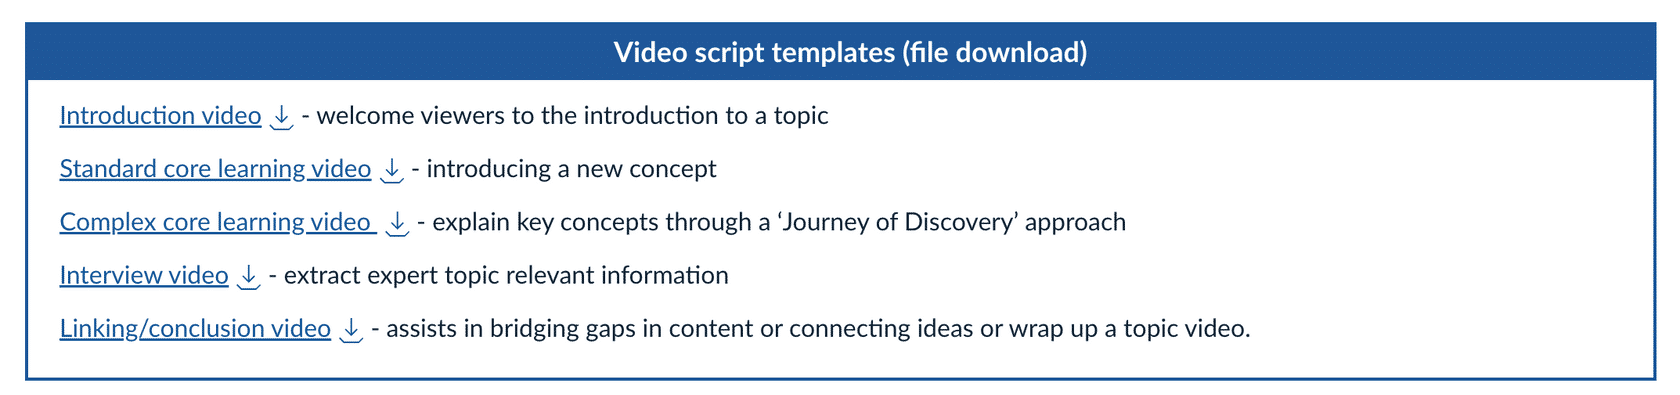 Video script templates (file download)
Introduction video - welcome viewers to the introduction to a topic
Standard core learning video - introducing a new concept
Complex core learning video - explain key concepts through a ‘Journey of Discovery’ approach
Interview video - extract expert topic relevant information
Linking/conclusion video - assists in bridging gaps in content or connecting ideas or wrap up a topic video.